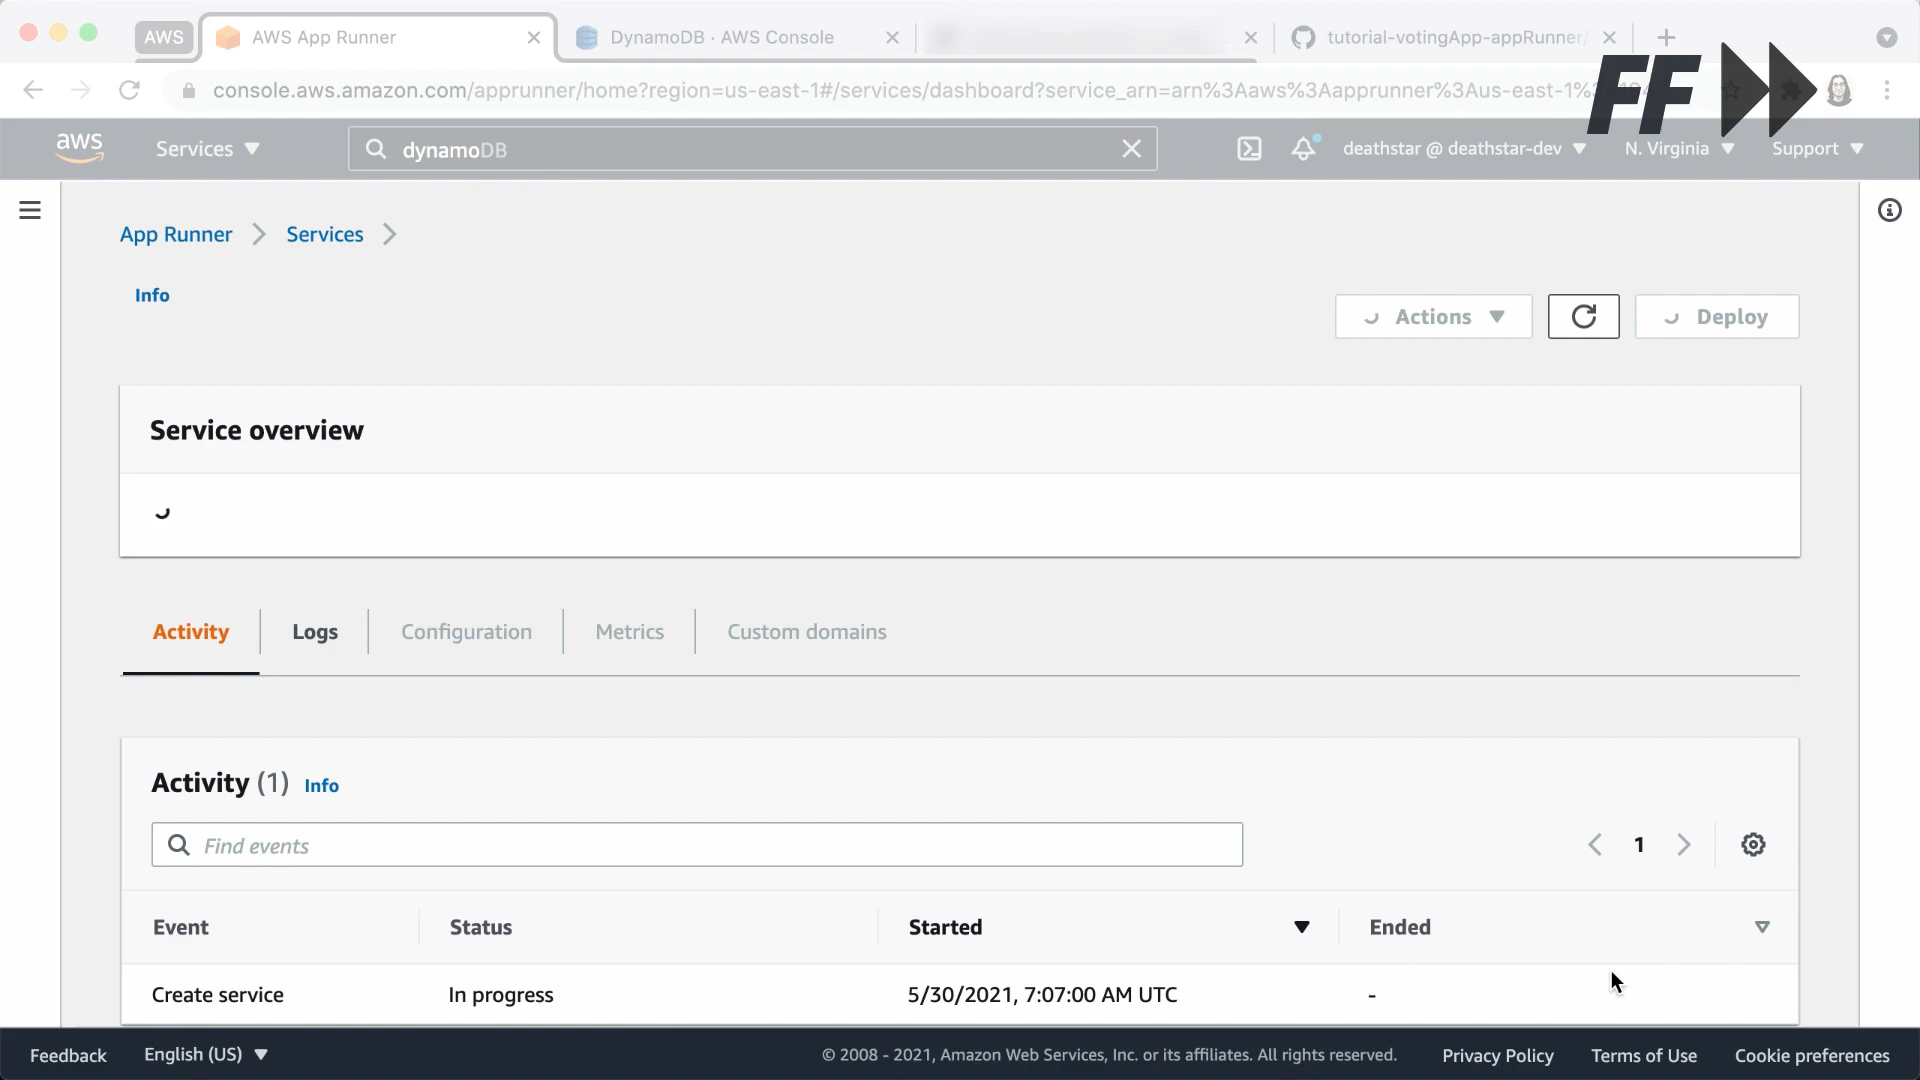 AWS
AWS App Runner
DynamoDB · AWS Console
tutorial-votingApp-appRunner/
FF
console.aws.amazon.com/apprunner/home?region=us-east-1#/services/dashboard?service_arn=arn%3Aaws%3Aapprunner%3Aus-east-1%
aws
Services
dynamoDB
deathstar @ deathstar-dev
N. Virginia
Support
App Runner
Services
Info
Actions
Deploy
Service overview
Activity
Logs
Configuration
Metrics
Custom domains
Activity (1) Info
Find events
1
Event
Status
Started
Ended
Create service
In progress
5/30/2021, 7:07:00 AM UTC
-
Feedback
English (US)
© 2008 - 2021, Amazon Web Services, Inc. or its affiliates. All rights reserved.
Privacy Policy
Terms of Use
Cookie preferences